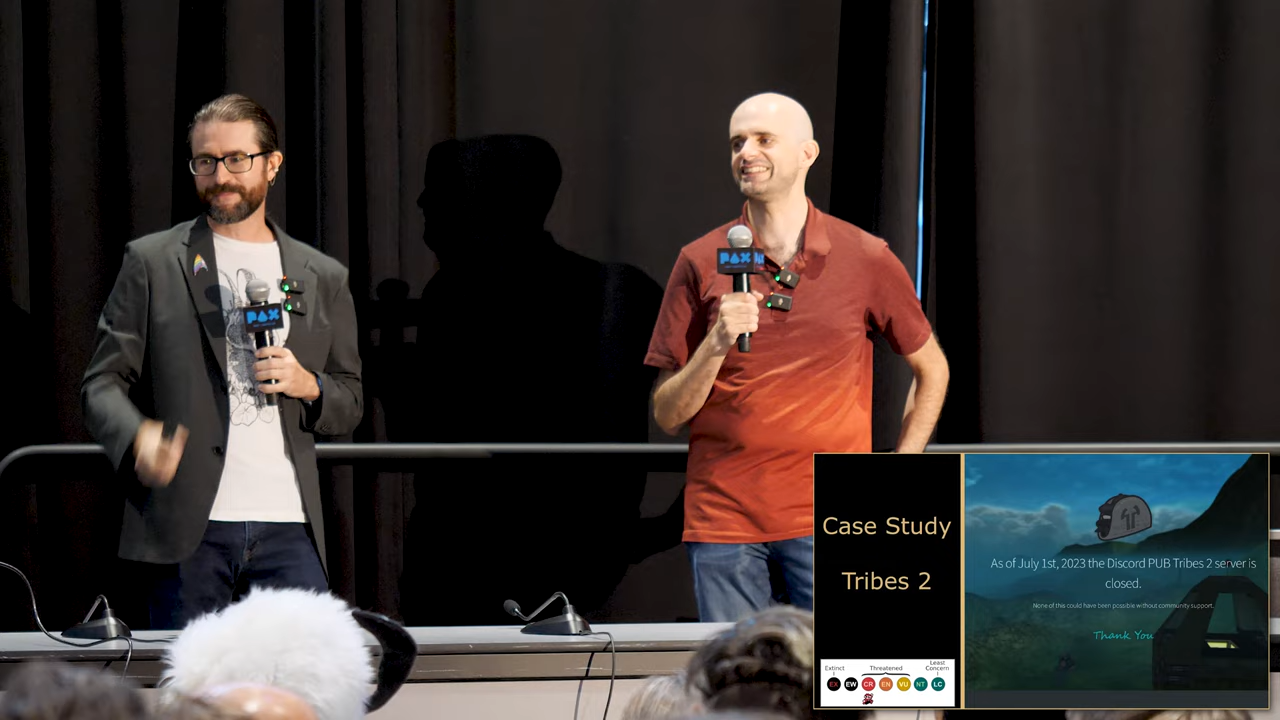 PAX
PAX
Case Study
Tribes 2
Extinct
Threatened
Least
Concern
EX
EW
CR
EN
VU
NT
LC
As of July 1st, 2023 the Discord PUB Tribes 2 server is
closed.
None of this could have been possible without community support.
Thank You